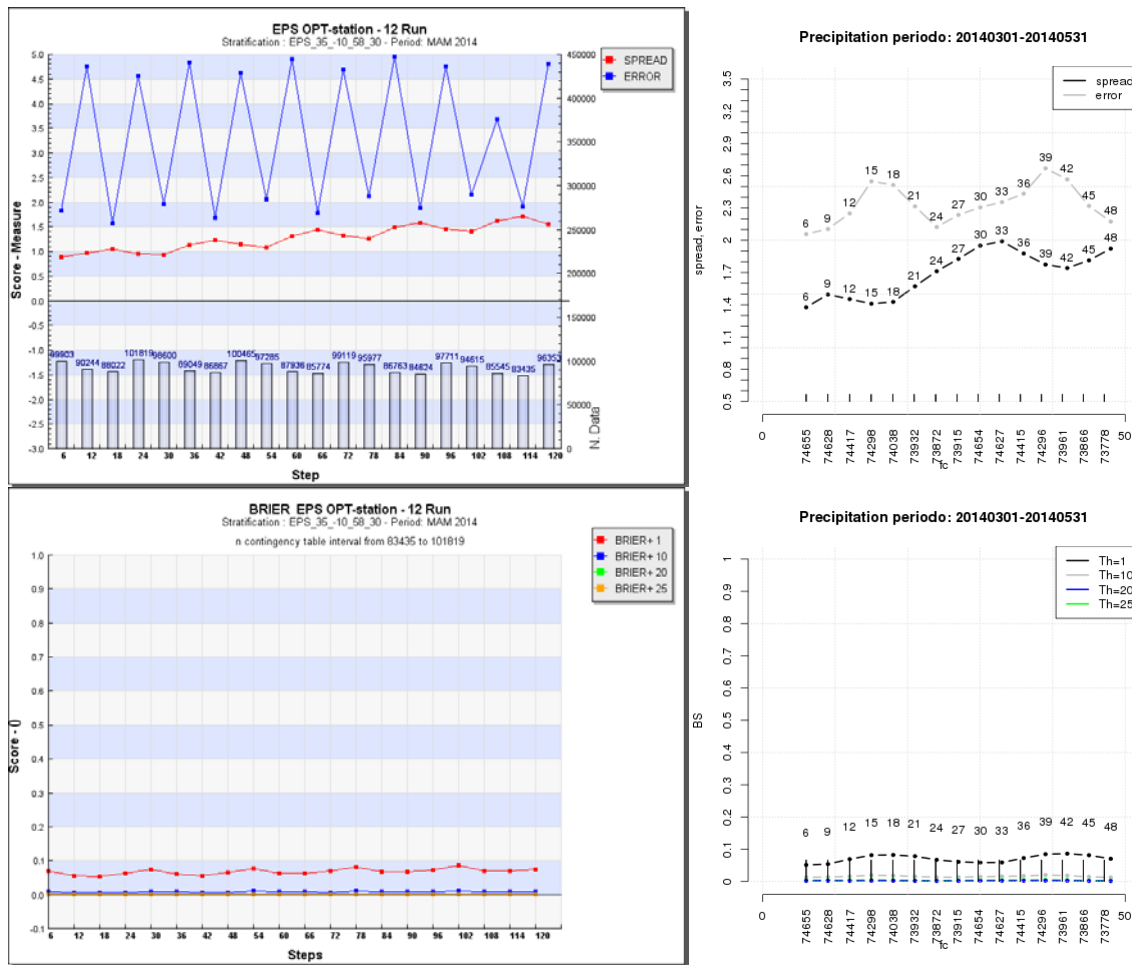 EPS OPT-station - 12 Run
Stratification : EPS_35_-10_58_30 - Period: MAM 2014
SPREAD
ERROR
Score - Measure
5.0
4.5
4.0
3.5
3.0
2.5
2.0
1.5
1.0
0.5
0.0
-0.5
-1.0
-1.5
-2.0
-2.5
-3.0
450000
400000
350000
300000
250000
200000
150000
100000
50000
0
N. Data
99903 90244 88022 101819 98600 89049 86867 100465 97285 87936 85774 99119 95977 86763 84824 97711 94615 85545 83435 96353
6 12 18 24 30 36 42 48 54 60 66 72 78 84 90 96 102 108 114 120
Step
Precipitation periodo: 20140301-20140531
spread
error
spread, error
3.5
3.2
2.9
2.6
2.3
2
1.7
1.4
1.1
0.8
0.5
6 9 12 15 18 21 24 27 30 33 36 39 42 45 48
6 9 12 15 18 21 24 27 30 33 36 39 42 45 48
0 50
74655 74628 74417 74298 74038 73932 73872 73915 74654 74627 74415 74296 73961 73866 73778
fc
BRIER EPS OPT-station - 12 Run
Stratification : EPS_35_-10_58_30 - Period: MAM 2014
n contingency table interval from 83435 to 101819
BRIER+ 1
BRIER+ 10
BRIER+ 20
BRIER+ 25
Score - ()
1.0
0.9
0.8
0.7
0.6
0.5
0.4
0.3
0.2
0.1
0.0
-0.1
6 12 18 24 30 36 42 48 54 60 66 72 78 84 90 96 102 108 114 120
Steps
Precipitation periodo: 20140301-20140531
Th=1
Th=10
Th=20
Th=25
BS
1
0.9
0.8
0.7
0.6
0.5
0.4
0.3
0.2
0.1
0
6 9 12 15 18 21 24 27 30 33 36 39 42 45 48
0 50
74655 74628 74417 74298 74038 73932 73872 73915 74654 74627 74415 74296 73961 73866 73778
fc